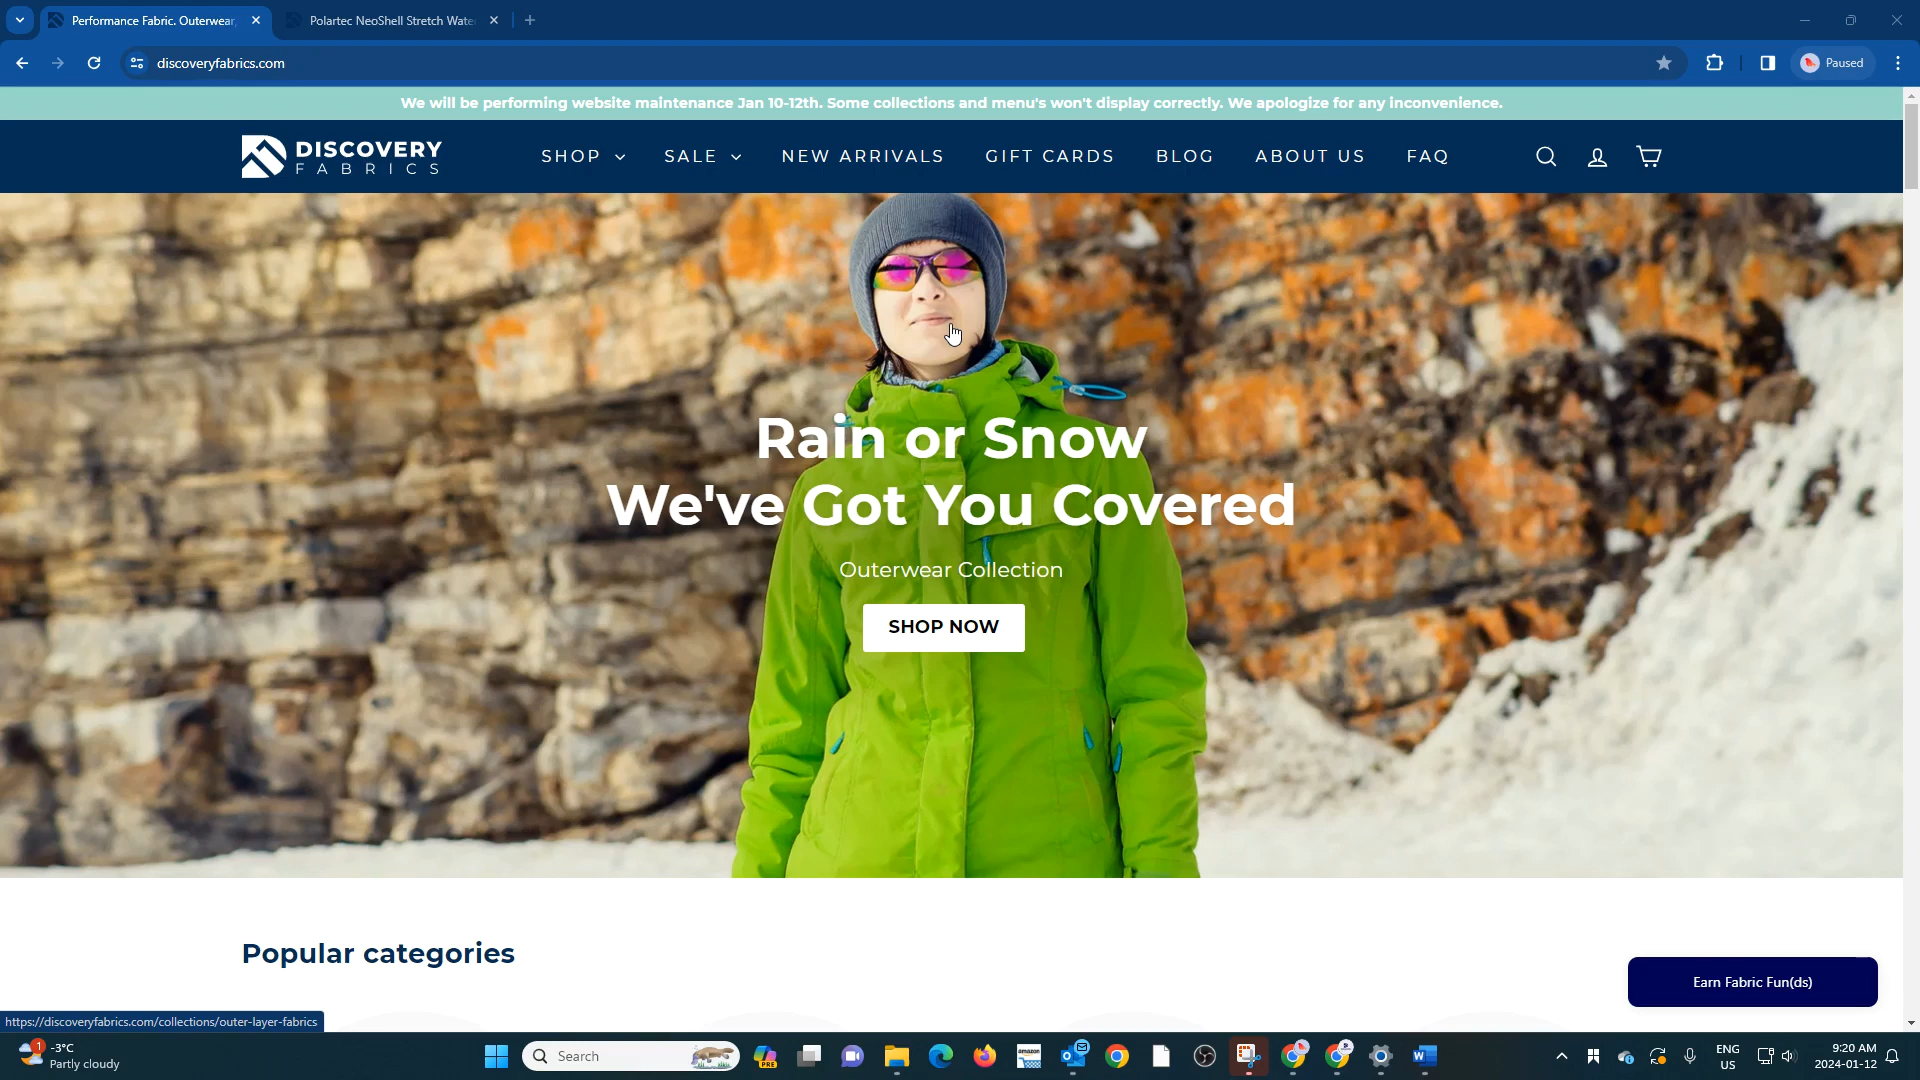 Performance Fabric. Outerwear,
Polartec NeoShell Stretch Wate
discoveryfabrics.com
Paused
We will be performing website maintenance Jan 10-12th. Some collections and menu's won't display correctly. We apologize for any inconvenience.
DISCOVERY
FABRICS
SHOP
SALE
NEW ARRIVALS
GIFT CARDS
BLOG
ABOUT US
FAQ
Rain or Snow
We've Got You Covered
Outerwear Collection
SHOP NOW
Popular categories
Earn Fabric Fun(ds)
https://discoveryfabrics.com/collections/outer-layer-fabrics
1
-3°C
Partly cloudy
Search
PRE
amazon
W
ENG
US
9:20 AM
2024-01-12